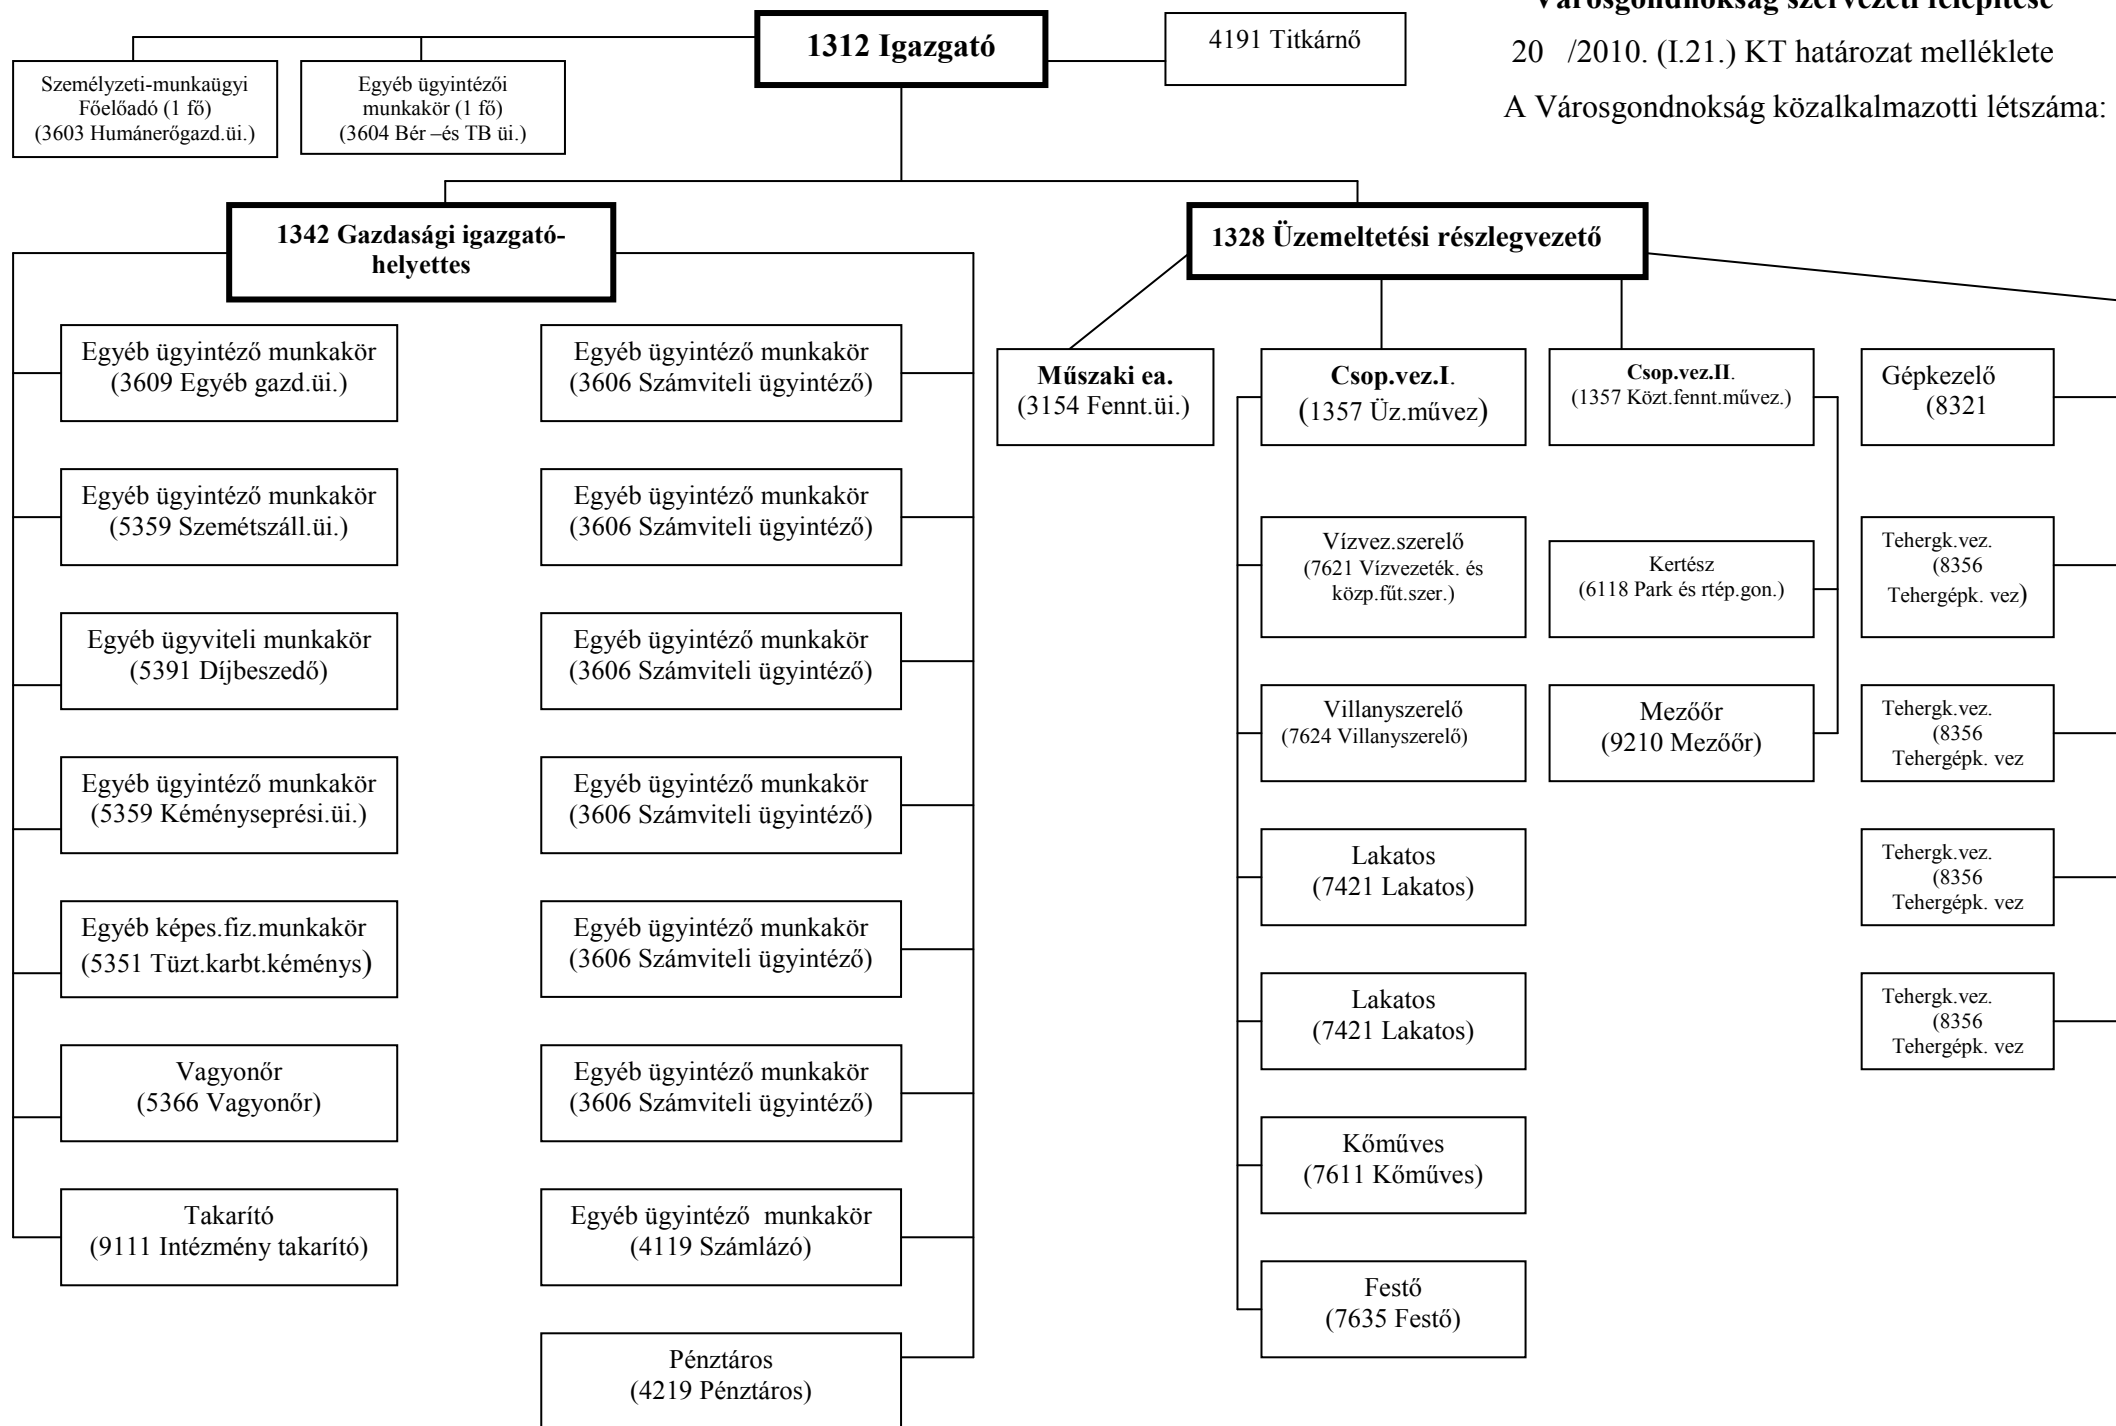 Városgondnokság szervezeti felépítése
20 /2010. (I.21.) KT határozat melléklete
A Városgondnokság közalkalmazotti létszáma:
1312 Igazgató
4191 Titkárnő
Személyzeti-munkaügyi
Főelőadó (1 fő)
(3603 Humánerőgazd.üi.)
Egyéb ügyintézői
munkakör (1 fő)
(3604 Bér –és TB üi.)
1342 Gazdasági igazgató-
helyettes
1328 Üzemeltetési részlegvezető
Egyéb ügyintéző munkakör
(3609 Egyéb gazd.üi.)
Egyéb ügyintéző munkakör
(5359 Szemétszáll.üi.)
Egyéb ügyviteli munkakör
(5391 Díjbeszedő)
Egyéb ügyintéző munkakör
(5359 Kéményseprési.üi.)
Egyéb képes.fiz.munkakör
(5351 Tüzt.karbt.kéménys)
Vagyonőr
(5366 Vagyonőr)
Takarító
(9111 Intézmény takarító)
Egyéb ügyintéző munkakör
(3606 Számviteli ügyintéző)
Egyéb ügyintéző munkakör
(3606 Számviteli ügyintéző)
Egyéb ügyintéző munkakör
(3606 Számviteli ügyintéző)
Egyéb ügyintéző munkakör
(3606 Számviteli ügyintéző)
Egyéb ügyintéző munkakör
(3606 Számviteli ügyintéző)
Egyéb ügyintéző munkakör
(3606 Számviteli ügyintéző)
Egyéb ügyintéző munkakör
(4119 Számlázó)
Pénztáros
(4219 Pénztáros)
Műszaki ea.
(3154 Fennt.üi.)
Csop.vez.I.
(1357 Üz.művez)
Vízvez.szerelő
(7621 Vízvezeték. és
közp.fűt.szer.)
Villanyszerelő
(7624 Villanyszerelő)
Lakatos
(7421 Lakatos)
Lakatos
(7421 Lakatos)
Kőműves
(7611 Kőműves)
Festő
(7635 Festő)
Csop.vez.II.
(1357 Közt.fennt.művez.)
Kertész
(6118 Park és rtép.gon.)
Mezőőr
(9210 Mezőőr)
Gépkezelő
(8321
Tehergk.vez.
(8356
Tehergépk. vez)
Tehergk.vez.
(8356
Tehergépk. vez
Tehergk.vez.
(8356
Tehergépk. vez
Tehergk.vez.
(8356
Tehergépk. vez